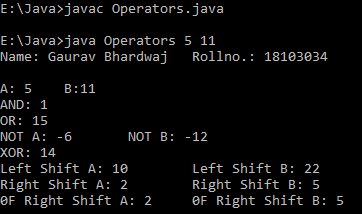 E:\Java>javac Operators.java
E:\Java>java Operators 5 11
Name: Gaurav Bhardwaj   Rollno.: 18103034
A: 5    B:11
AND: 1
OR: 15
NOT A: -6       NOT B: -12
XOR: 14
Left Shift A: 10        Left Shift B: 22
Right Shift A: 2        Right Shift B: 5
0F Right Shift A: 2     0F Right Shift B: 5